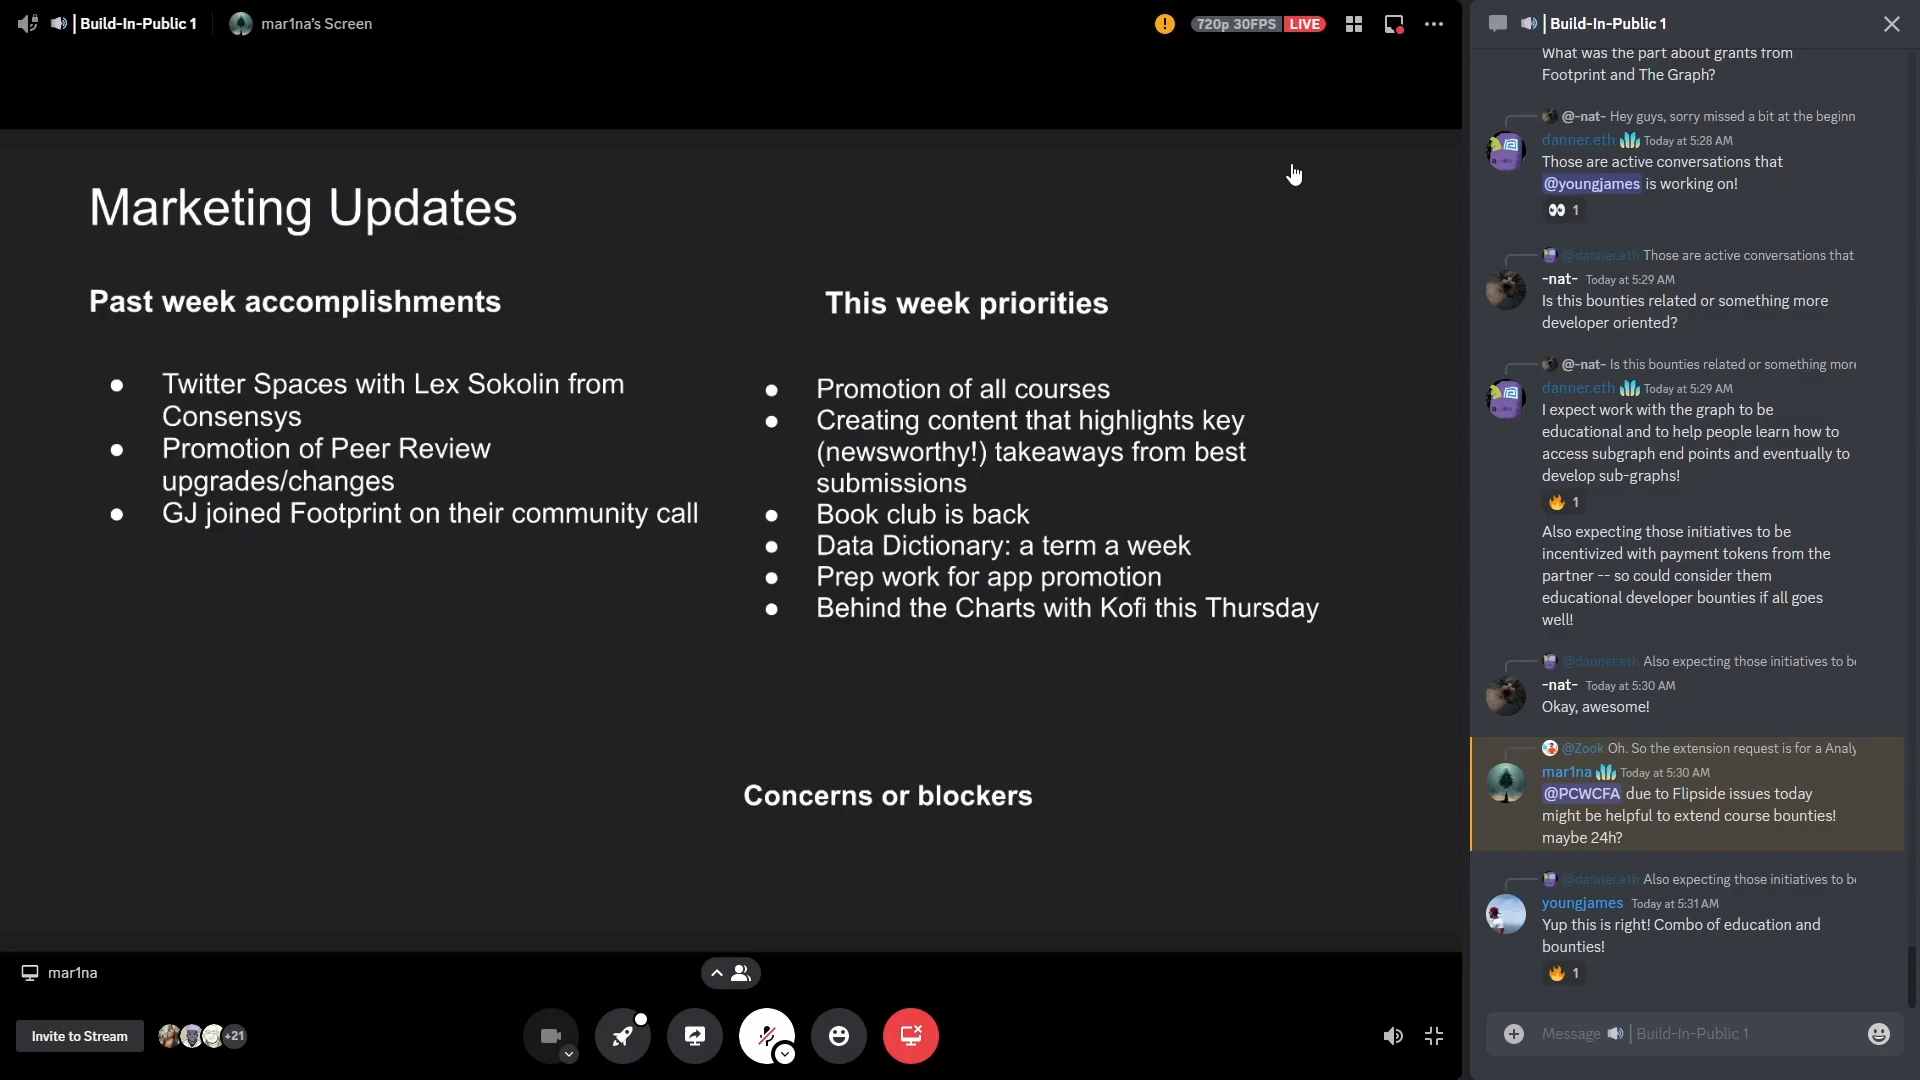 Build-In-Public 1
mar1na's Screen
720p 30FPS LIVE
Marketing Updates
Past week accomplishments
● Twitter Spaces with Lex Sokolin from
Consensys
● Promotion of Peer Review
upgrades/changes
● GJ joined Footprint on their community call
This week priorities
● Promotion of all courses
● Creating content that highlights key
(newsworthy!) takeaways from best
submissions
● Book club is back
● Data Dictionary: a term a week
● Prep work for app promotion
● Behind the Charts with Kofi this Thursday
Concerns or blockers
mar1na
Invite to Stream
+21
Build-In-Public 1
What was the part about grants from
Footprint and The Graph?
@-nat- Hey guys, sorry missed a bit at the beginn
danner.eth Today at 5:28 AM
Those are active conversations that
@youngjames is working on!
👀 1
@danner.eth Those are active conversations that
-nat- Today at 5:29 AM
Is this bounties related or something more
developer oriented?
@-nat- Is this bounties related or something more
danner.eth Today at 5:29 AM
I expect work with the graph to be
educational and to help people learn how to
access subgraph end points and eventually to
develop sub-graphs!
🔥 1
Also expecting those initiatives to be
incentivized with payment tokens from the
partner -- so could consider them
educational developer bounties if all goes
well!
@danner.eth Also expecting those initiatives to be
-nat- Today at 5:30 AM
Okay, awesome!
@Zook Oh. So the extension request is for a Analy
mar1na Today at 5:30 AM
@PCWCFA due to Flipside issues today
might be helpful to extend course bounties!
maybe 24h?
@danner.eth Also expecting those initiatives to be
youngjames Today at 5:31 AM
Yup this is right! Combo of education and
bounties!
🔥 1
Message Build-In-Public 1